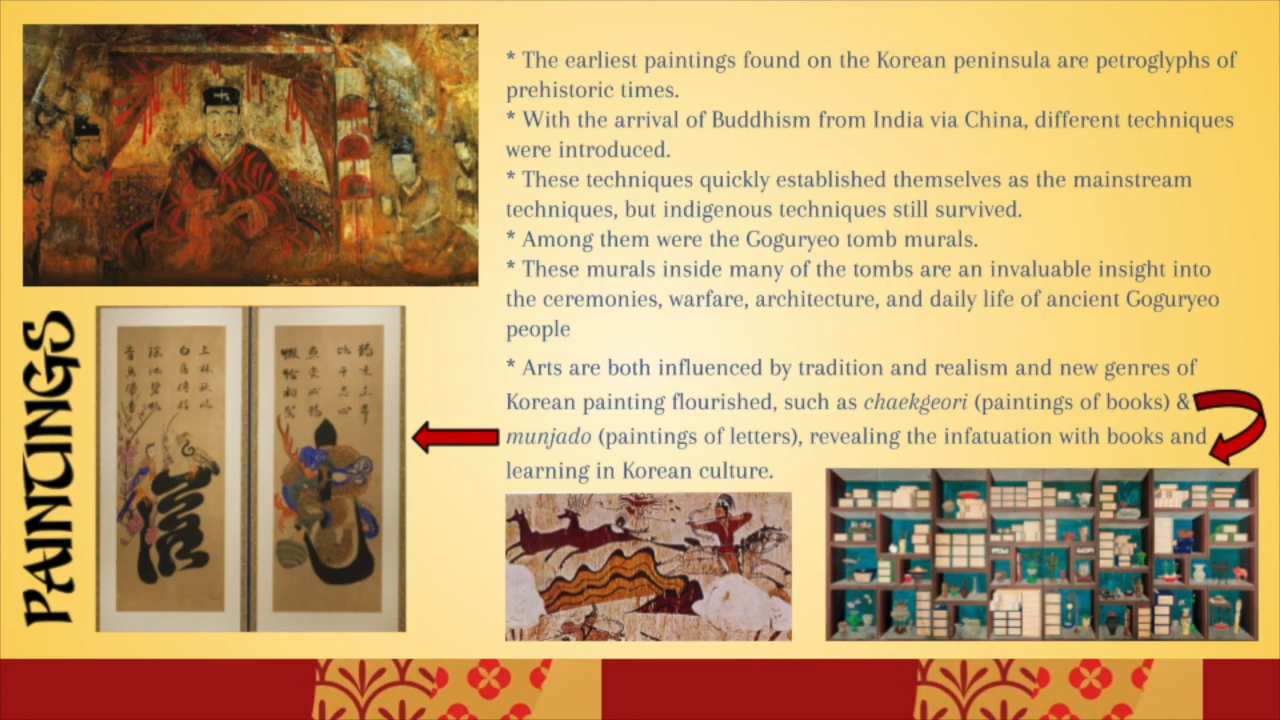 PAINTINGS
* The earliest paintings found on the Korean peninsula are petroglyphs of
prehistoric times.
* With the arrival of Buddhism from India via China, different techniques
were introduced.
* These techniques quickly established themselves as the mainstream
techniques, but indigenous techniques still survived.
* Among them were the Goguryeo tomb murals.
* These murals inside many of the tombs are an invaluable insight into
the ceremonies, warfare, architecture, and daily life of ancient Goguryeo
people
* Arts are both influenced by tradition and realism and new genres of
Korean painting flourished, such as chaekgeori (paintings of books) &
munjado (paintings of letters), revealing the infatuation with books and
learning in Korean culture.
信